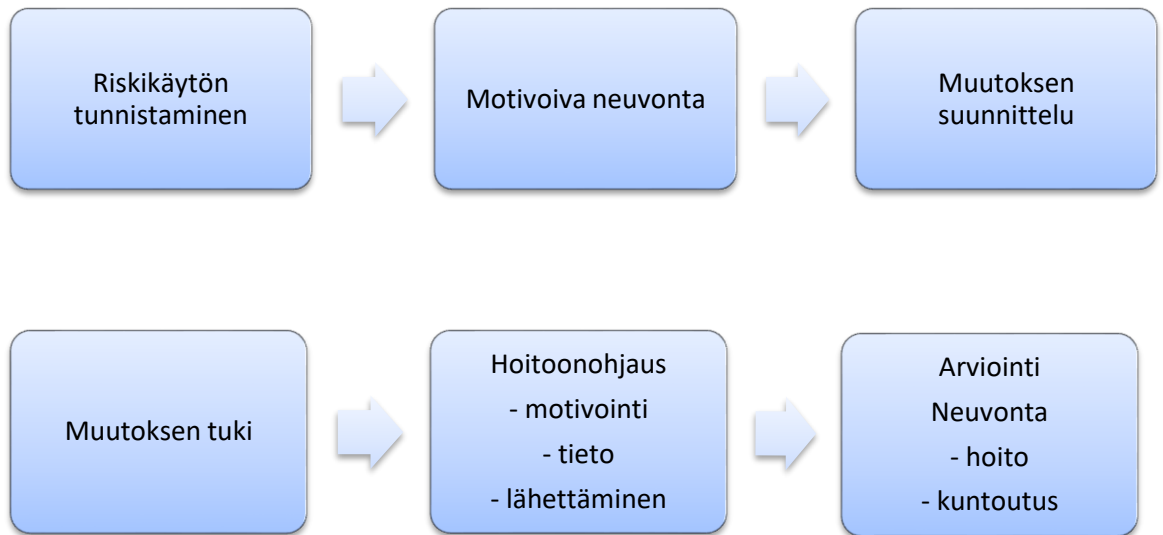 Riskikäytön
tunnistaminen
Motivoiva neuvonta
Muutoksen
suunnittelu
Muutoksen tuki
Hoitoonohjaus
- motivointi
- tieto
- lähettäminen
Arviointi
Neuvonta
- hoito
- kuntoutus